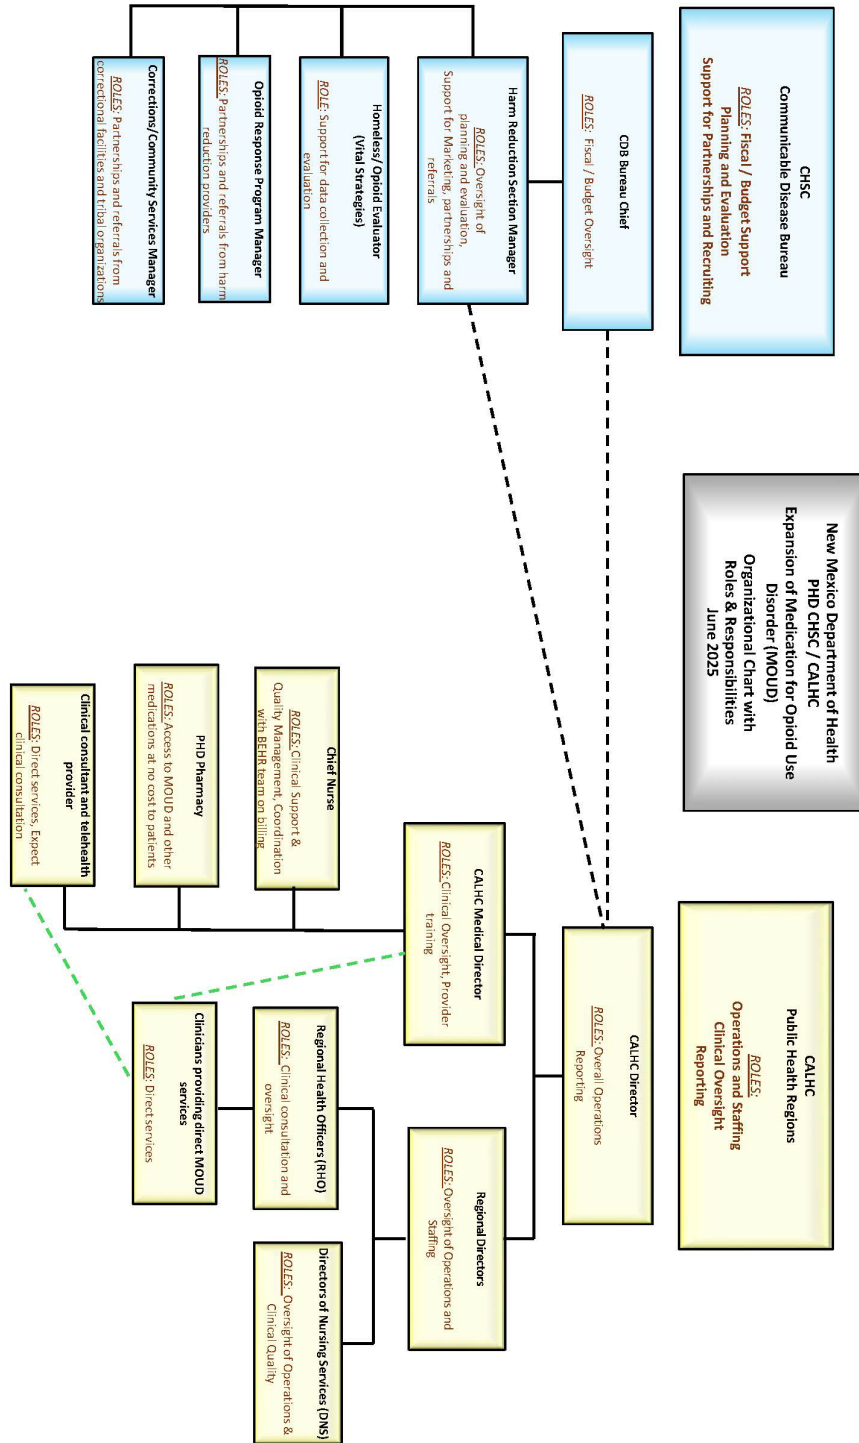 CHSC
Communicable Disease Bureau
ROLES: Fiscal / Budget Support
Planning and Evaluation
Support for Partnerships and Recruiting
New Mexico Department of Health
PHD CHSC / CALHC
Expansion of Medication for Opioid Use
Disorder (MOUD)
Organizational Chart with
Roles & Responsibilities
June 2025
CALHC
Public Health Regions
ROLES:
Operations and Staffing
Clinical Oversight
Reporting
CDB Bureau Chief
ROLES: Fiscal / Budget Oversight
CALHC Director
ROLES: Overall Operations
Reporting
Harm Reduction Section Manager
ROLES: Oversight of
planning and evaluation,
Support for Marketing, partnerships and
referrals
CALHC Medical Director
ROLES: Clinical Oversight, Provider
training
Regional Directors
ROLES: Oversight of Operations and
Staffing
Homeless/ Opioid Evaluator
(Vital Strategies)
ROLE: Support for data collection and
evaluation
Chief Nurse
ROLES: Clinical Support &
Quality Management, Coordination
with BEHR team on billing
Regional Health Officers (RHO)
ROLES: Clinical consultation and
oversight
Directors of Nursing Services (DNS)
ROLES: Oversight of Operations &
Clinical Quality
Opioid Response Program Manager
ROLES: Partnerships and referrals from harm
reduction providers
PHD Pharmacy
ROLES: Access to MOUD and other
medications at no cost to patients
Clinicians providing direct MOUD
services
ROLES: Direct services
Corrections/Community Services Manager
ROLES: Partnerships and referrals from
correctional facilities and tribal organizations
Clinical consultant and telehealth
provider
ROLES: Direct services, Expect
clinical consultation